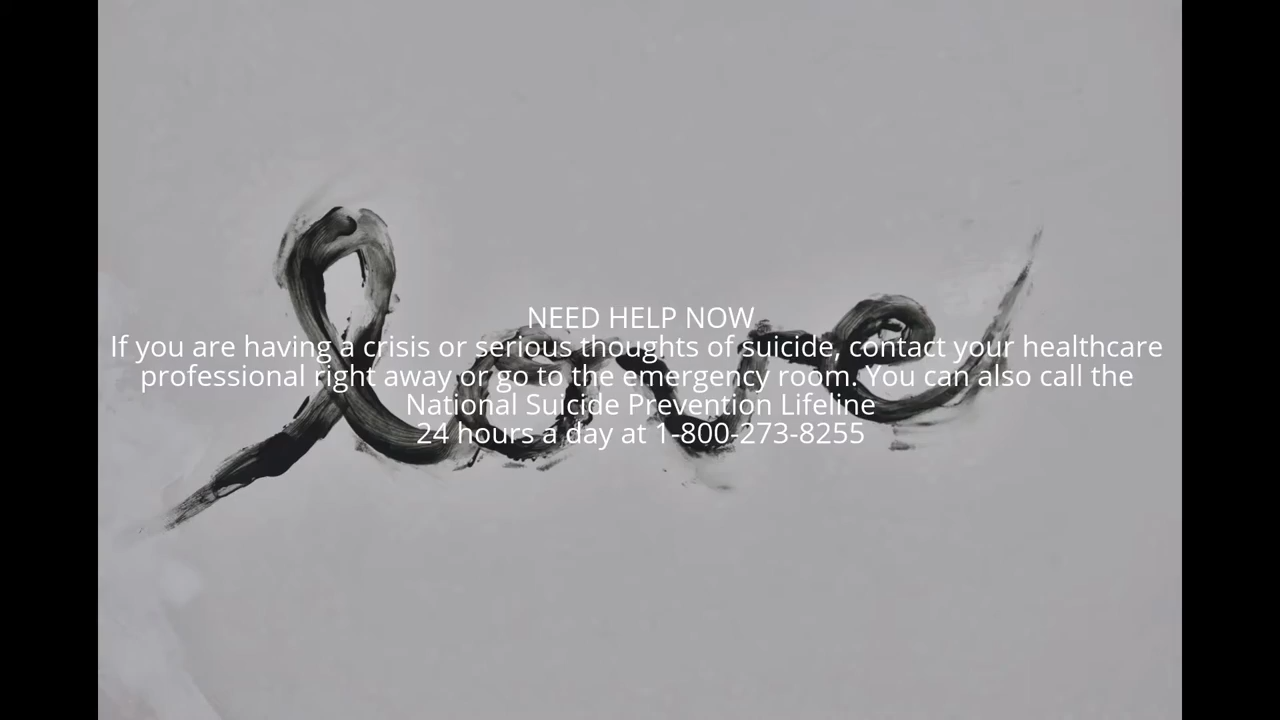 love
NEED HELP NOW
If you are having a crisis or serious thoughts of suicide, contact your healthcare
professional right away or go to the emergency room. You can also call the
National Suicide Prevention Lifeline
24 hours a day at 1-800-273-8255